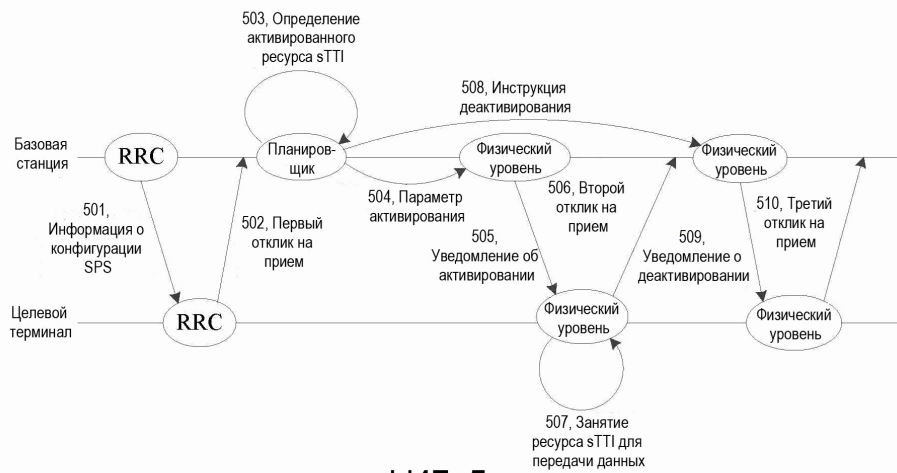 503, Определение
активированного
ресурса sTTI
508, Инструкция
деактивирования
Базовая
станция
RRC
Планиров-
щик
Физический
уровень
Физический
уровень
504, Параметр
активирования
506, Второй
отклик на
прием
510, Третий
отклик на
прием
501,
Информация о
конфигурации
SPS
502, Первый
отклик на
прием
505,
Уведомление об
активировании
509,
Уведомление о
деактивировании
Целевой
терминал
RRC
Физический
уровень
Физический
уровень
507, Занятие
ресурса sTTI для
передачи данных